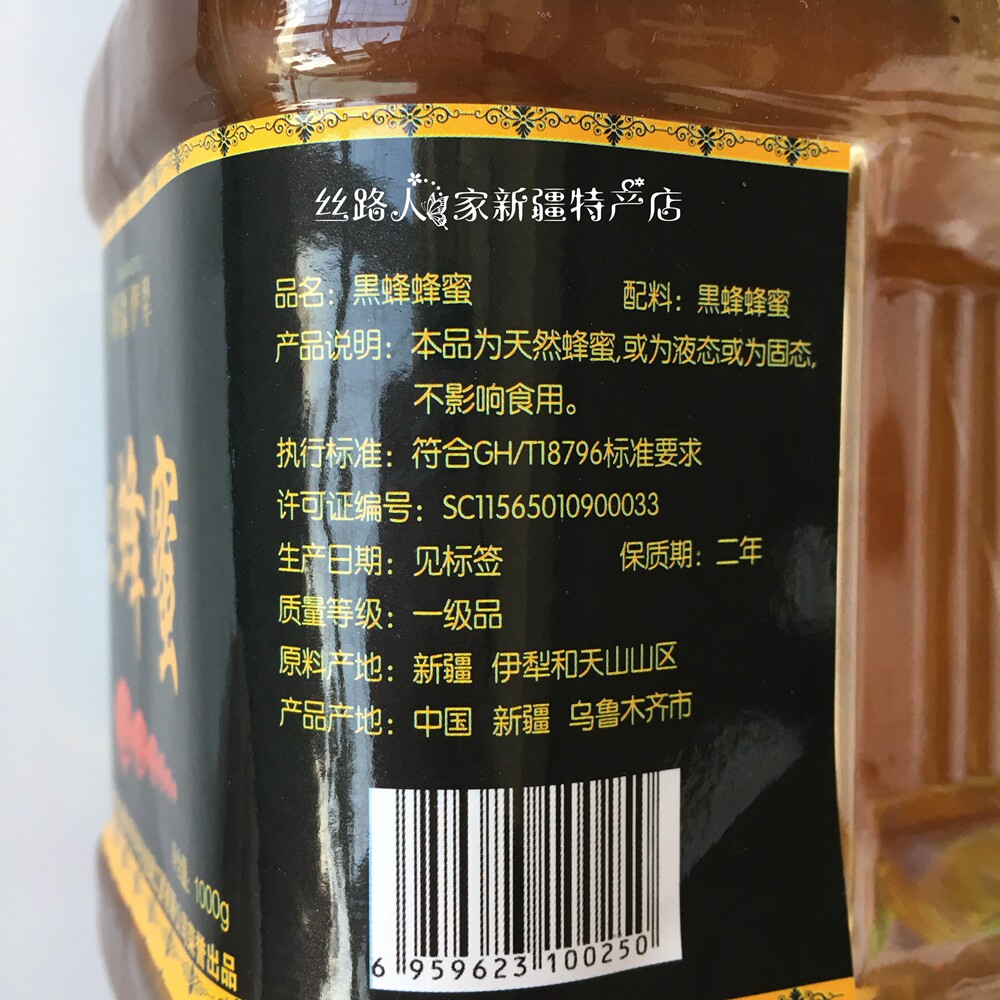 丝路人家新疆特产店
品名：黑蜂蜂蜜 配料：黑蜂蜂蜜
产品说明：本品为天然蜂蜜,或为液态或为固态,
不影响食用。
执行标准：符合GH/T18796标准要求
许可证编号：SC11565010900033
生产日期：见标签 保质期：二年
质量等级：一级品
原料产地：新疆 伊犁和天山山区
产品产地：中国 新疆 乌鲁木齐市
6 959623 100250
蜂蜜
1000g
出品